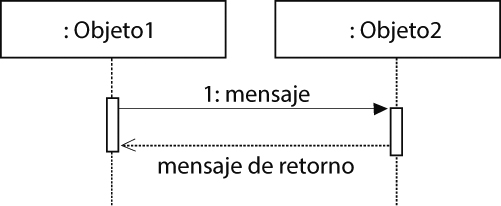 : Objeto1
: Objeto2
1: mensaje
mensaje de retorno